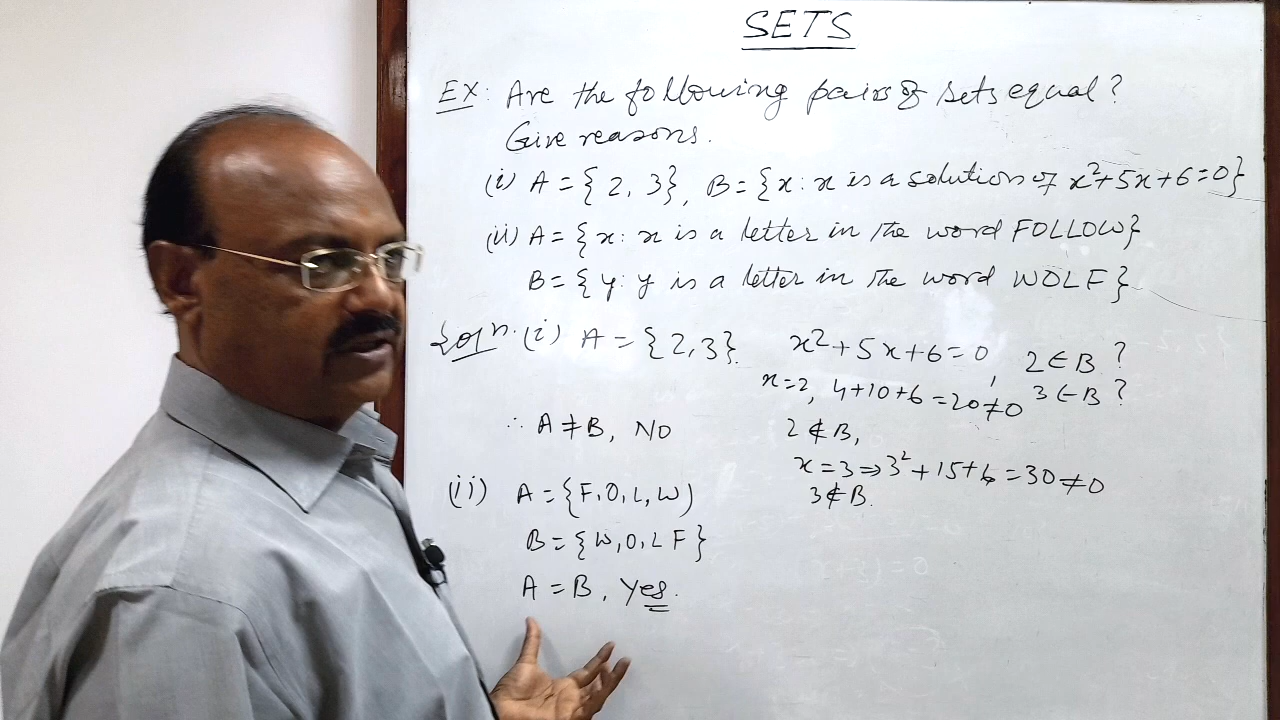 SETS
EX: Are the following pairs of sets equal?
Give reasons.
(i) A = {2, 3}, B = {x: x is a solution of x²+5x+6=0}
(ii) A = {x: x is a letter in the word FOLLOW}
B = {y: y is a letter in the word WOLF}
Solⁿ. (i) A = {2,3}. x²+5x+6=0, 2∈B ?
x=2, 4+10+6=20≠0 3∈B ?
∴ A≠B, NO 2∉B,
x=3⇒3²+15+6=30≠0
(ii) A={F,O,L,W} 3∉B.
B={W,O,L F}
A=B, Yes.